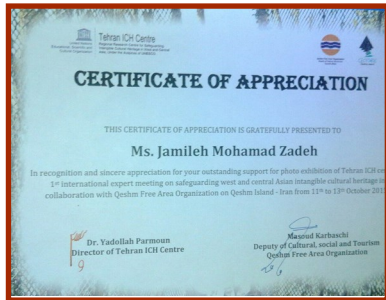 Tehran ICH Centre
CERTIFICATE OF APPRECIATION
THIS CERTIFICATE OF APPRECIATION IS GRATEFULLY PRESENTED TO
Ms. Jamileh Mohamad Zadeh
In recognition and sincere appreciation for your outstanding support for photo exhibition of Tehran ICH
1st international expert meeting on safeguarding west and central Asian intangible cultural heritage
collaboration with Qeshm Free Area Organization on Qeshm Island - Iran from 11th to 13th October
Dr. Yadollah Parmoun
Director of Tehran ICH Centre
Masoud Karbaschi
Deputy of Cultural, social and Tourism
Qeshm Free Area Organization